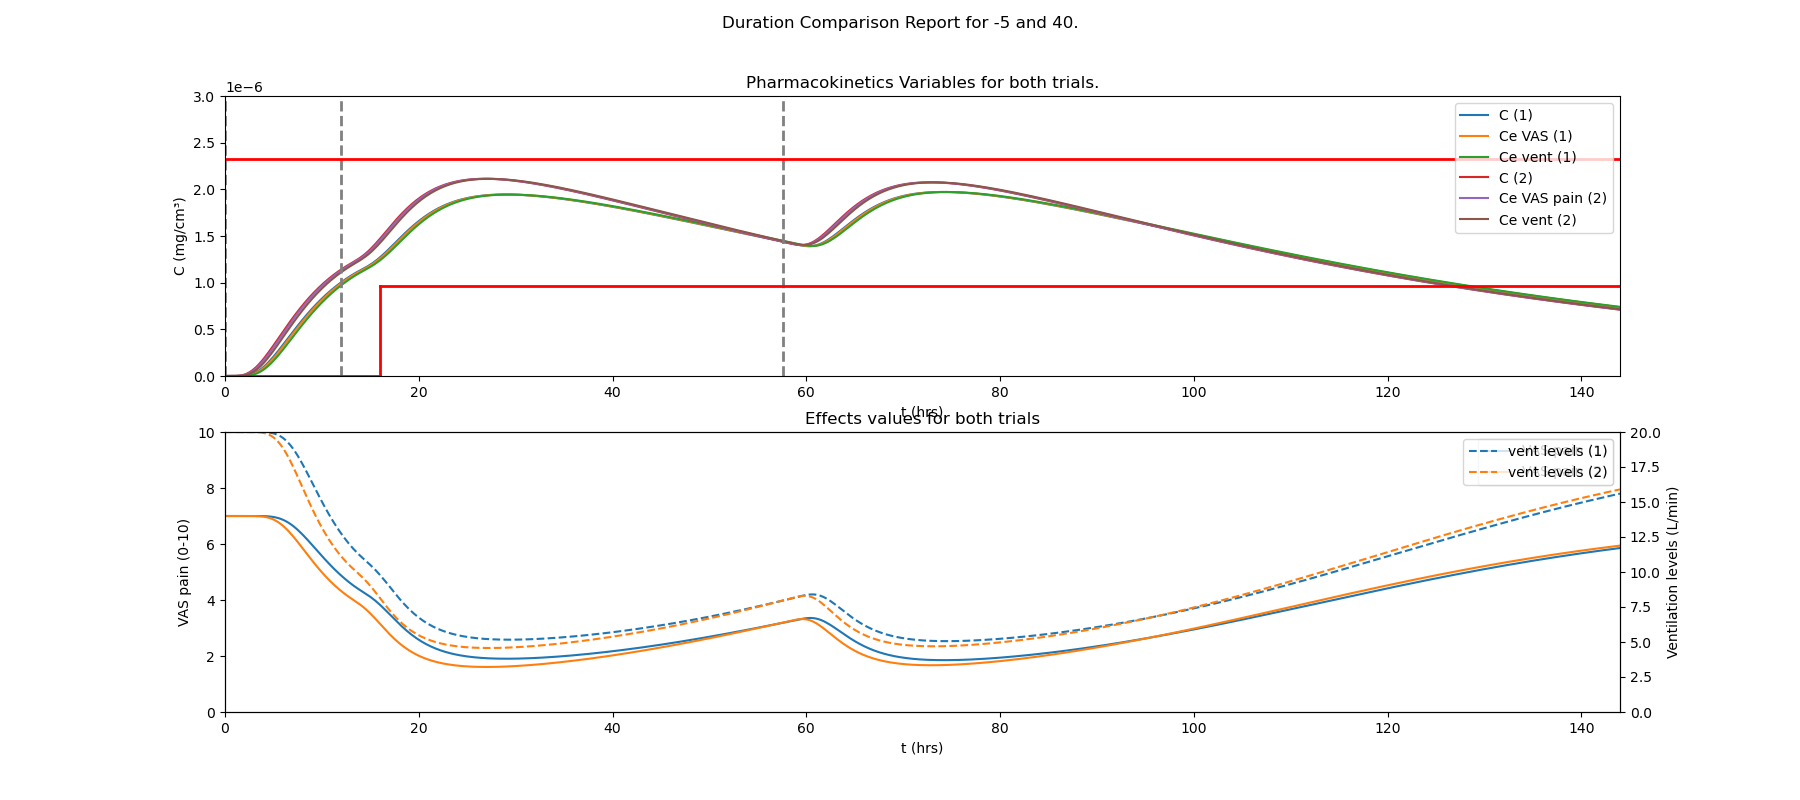 Duration Comparison Report for -5 and 40.
Pharmacokinetics Variables for both trials.
1e−6
3.0
2.5
2.0
1.5
1.0
0.5
0.0
C (mg/cm³)
C (1)
Ce VAS (1)
Ce vent (1)
C (2)
Ce VAS pain (2)
Ce vent (2)
0 20 40 60 80 100 120 140
t (hrs)
Effects values for both trials
10
8
6
4
2
0
VAS pain (0-10)
vent levels (1)
vent levels (2)
20.0
17.5
15.0
12.5
10.0
7.5
5.0
2.5
0.0
Ventilation levels (L/min)
0 20 40 60 80 100 120 140
t (hrs)